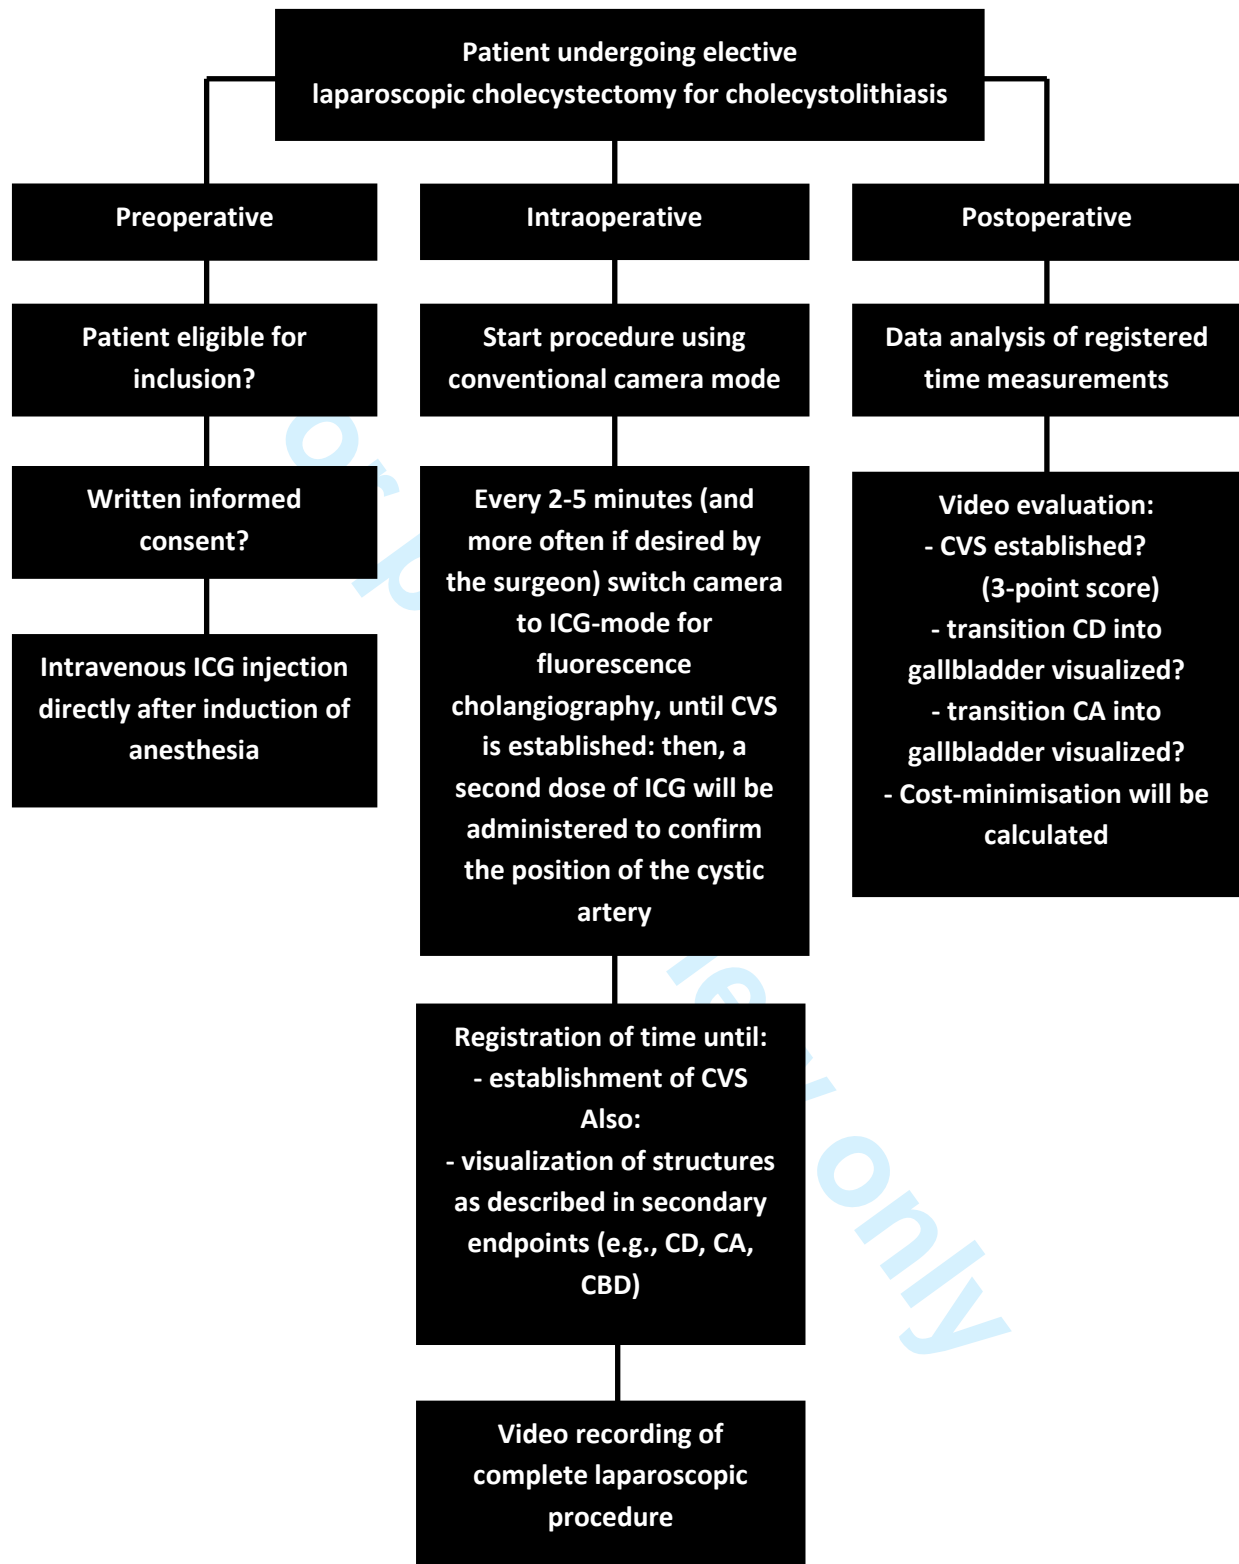 Patient undergoing elective
laparoscopic cholecystectomy for cholecystolithiasis
Preoperative
Patient eligible for
inclusion?
Written informed
consent?
Intravenous ICG injection
directly after induction of
anesthesia
Intraoperative
Start procedure using
conventional camera mode
Every 2-5 minutes (and
more often if desired by
the surgeon) switch camera
to ICG-mode for
fluorescence
cholangiography, until CVS
is established: then, a
second dose of ICG will be
administered to confirm
the position of the cystic
artery
Registration of time until:
- establishment of CVS
Also:
- visualization of structures
as described in secondary
endpoints (e.g., CD, CA,
CBD)
Video recording of
complete laparoscopic
procedure
Postoperative
Data analysis of registered
time measurements
Video evaluation:
- CVS established?
(3-point score)
- transition CD into
gallbladder visualized?
- transition CA into
gallbladder visualized?
- Cost-minimisation will be
calculated
only